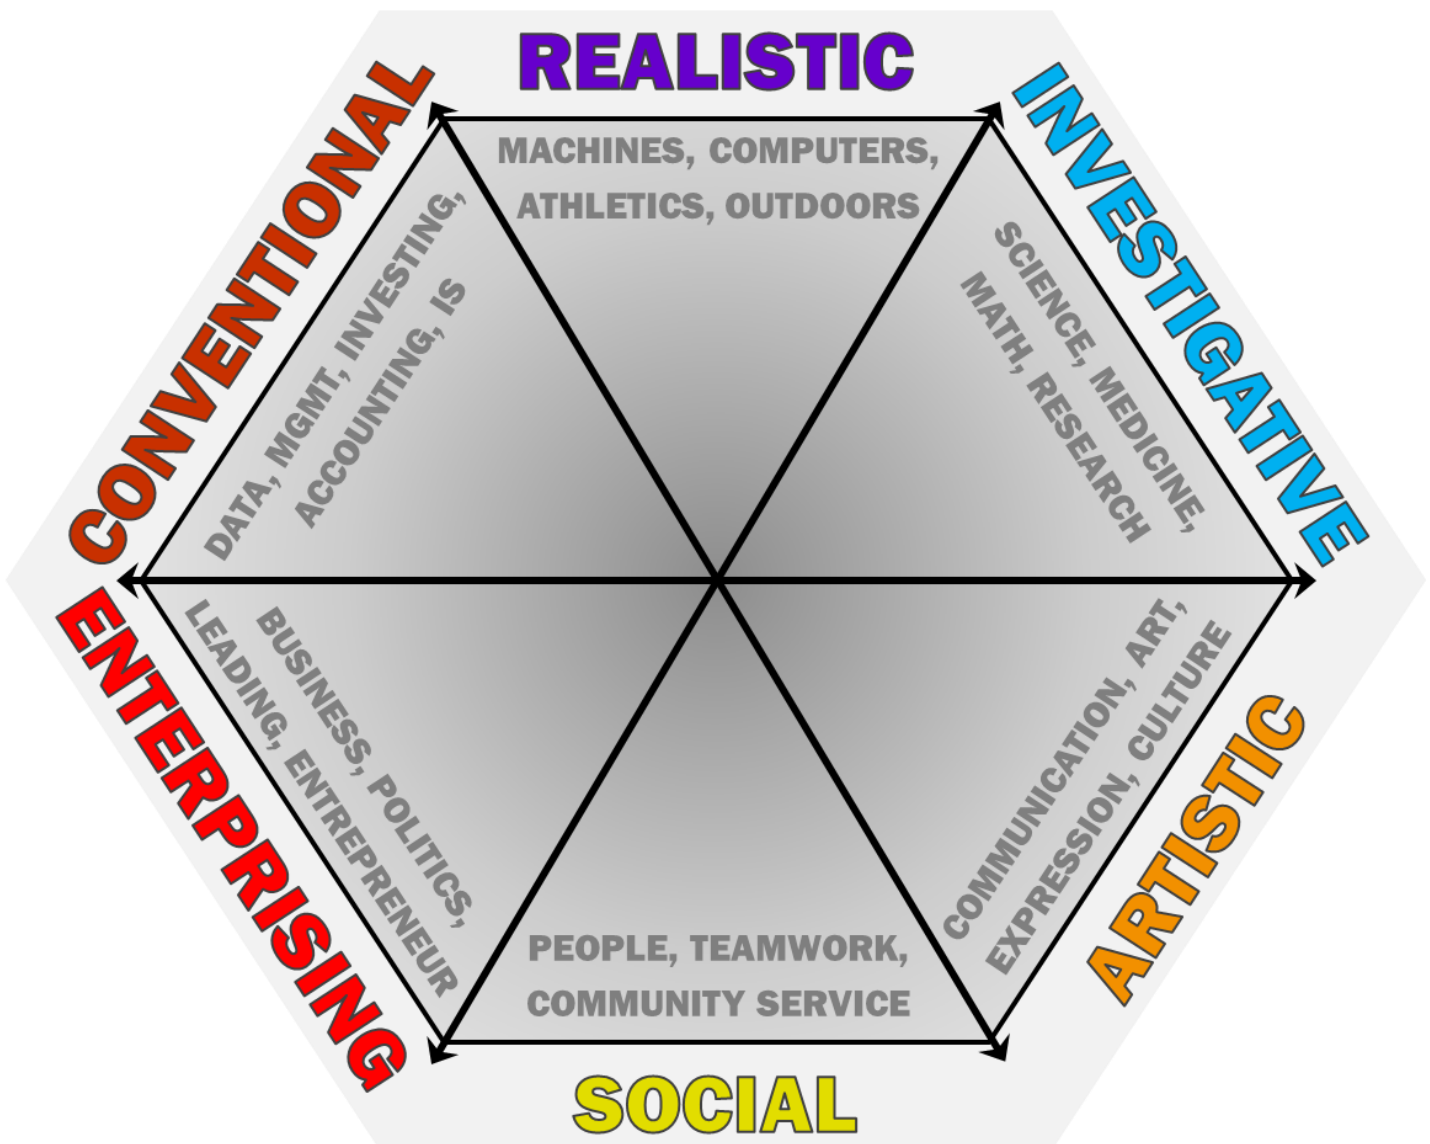 REALISTIC
MACHINES, COMPUTERS,
ATHLETICS, OUTDOORS
INVESTIGATIVE
SCIENCE, MEDICINE,
MATH, RESEARCH
ARTISTIC
COMMUNICATION, ART,
EXPRESSION, CULTURE
SOCIAL
PEOPLE, TEAMWORK,
COMMUNITY SERVICE
ENTERPRISING
BUSINESS, POLITICS,
LEADING, ENTREPRENEUR
CONVENTIONAL
DATA, MGMT, INVESTING,
ACCOUNTING, IS